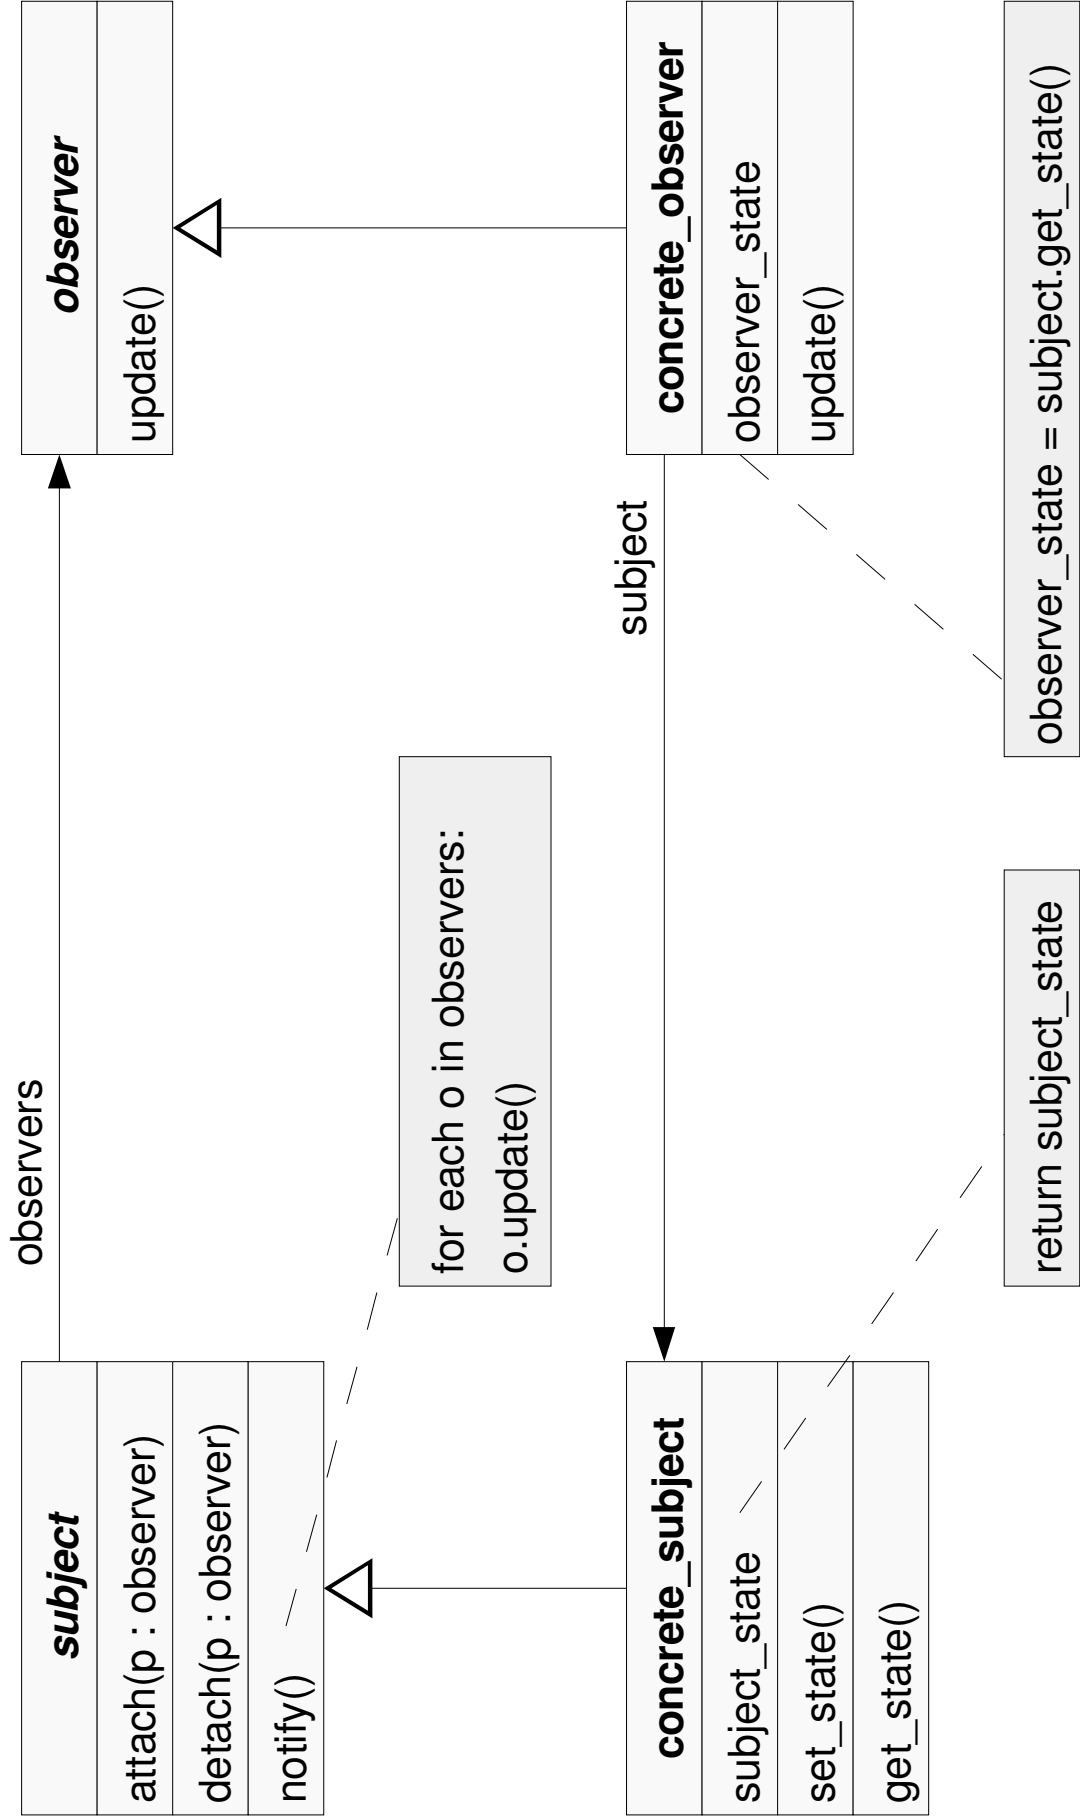 subject
attach(p : observer)
detach(p : observer)
notify()
observers
observer
update()
for each o in observers:
o.update()
concrete_subject
subject_state
set_state()
get_state()
subject
concrete_observer
observer_state
update()
return subject_state
observer_state = subject.get_state()